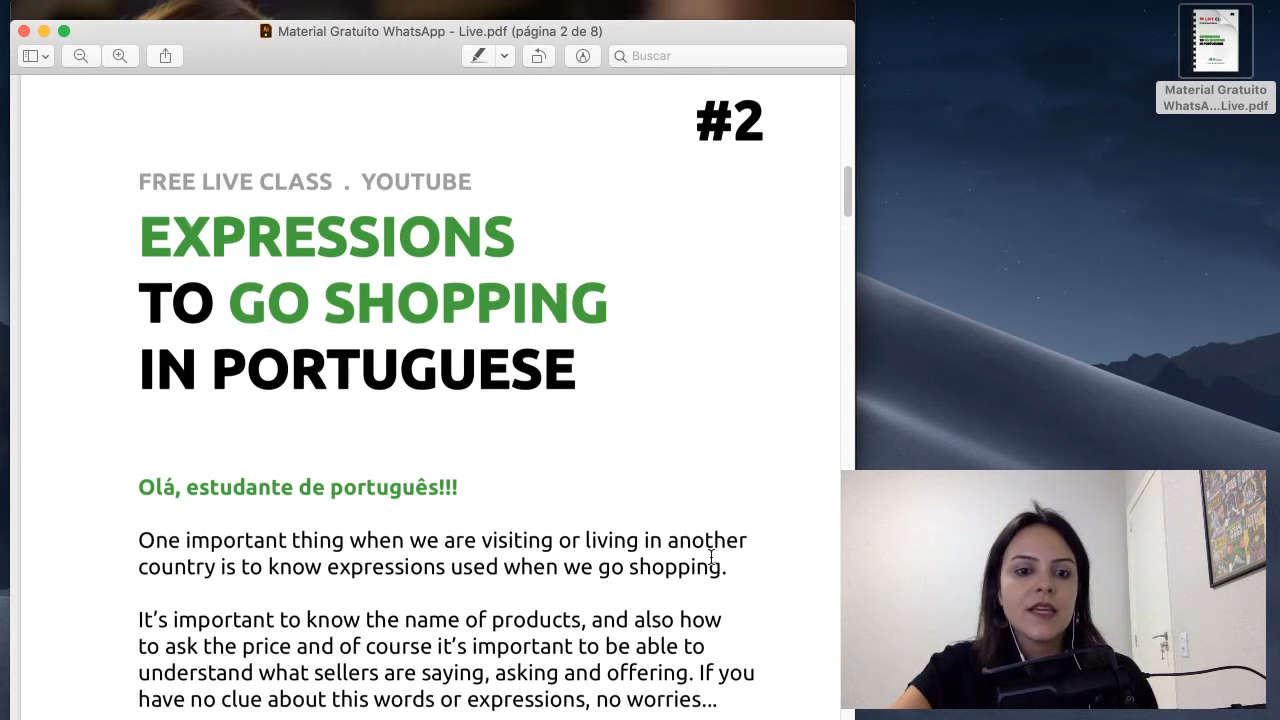 Material Gratuito WhatsApp - Live.pdf (página 2 de 8)
Buscar
Material Gratuito
WhatsA...Live.pdf
#2
FREE LIVE CLASS . YOUTUBE
EXPRESSIONS
TO GO SHOPPING
IN PORTUGUESE
Olá, estudante de português!!!
One important thing when we are visiting or living in another
country is to know expressions used when we go shopping.
It's important to know the name of products, and also how
to ask the price and of course it's important to be able to
understand what sellers are saying, asking and offering. If you
have no clue about this words or expressions, no worries...